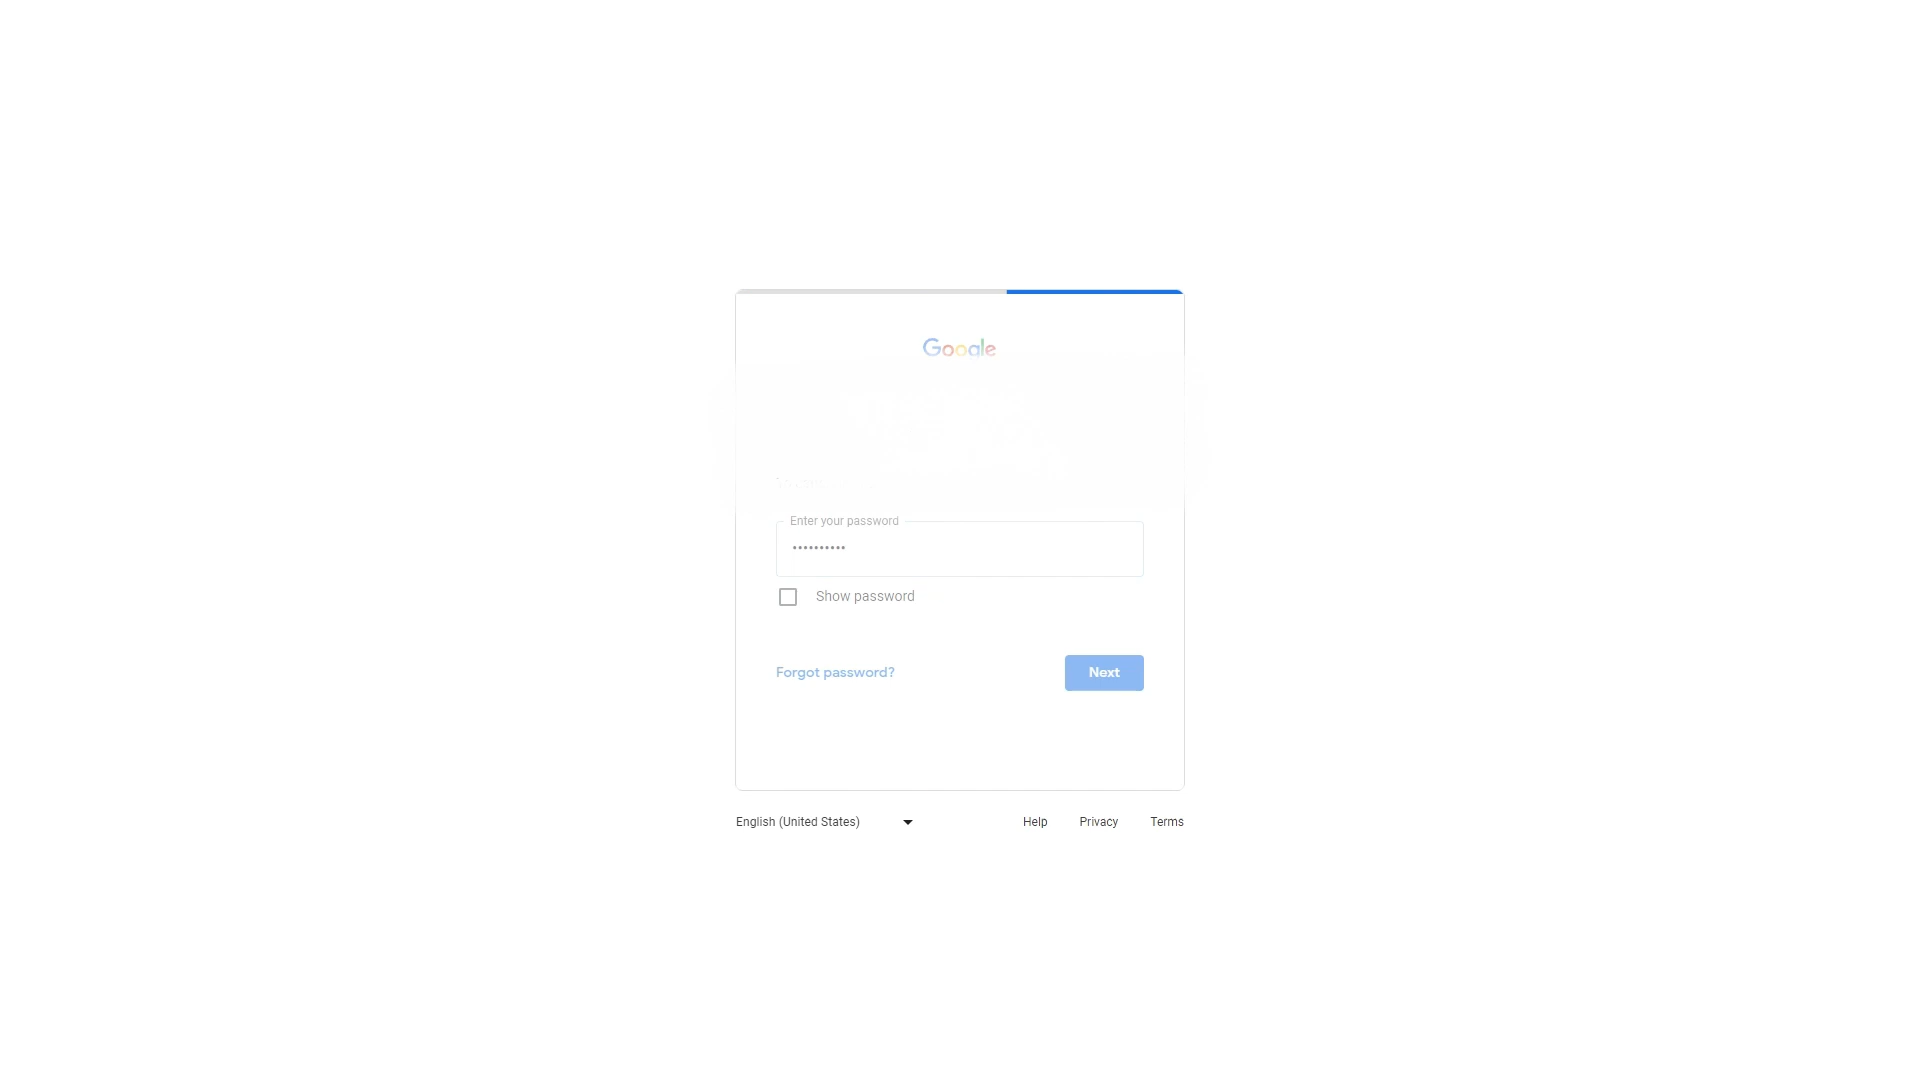 Google
Enter your password
••••••••••
Show password
Forgot password?
Next
English (United States)
Help
Privacy
Terms